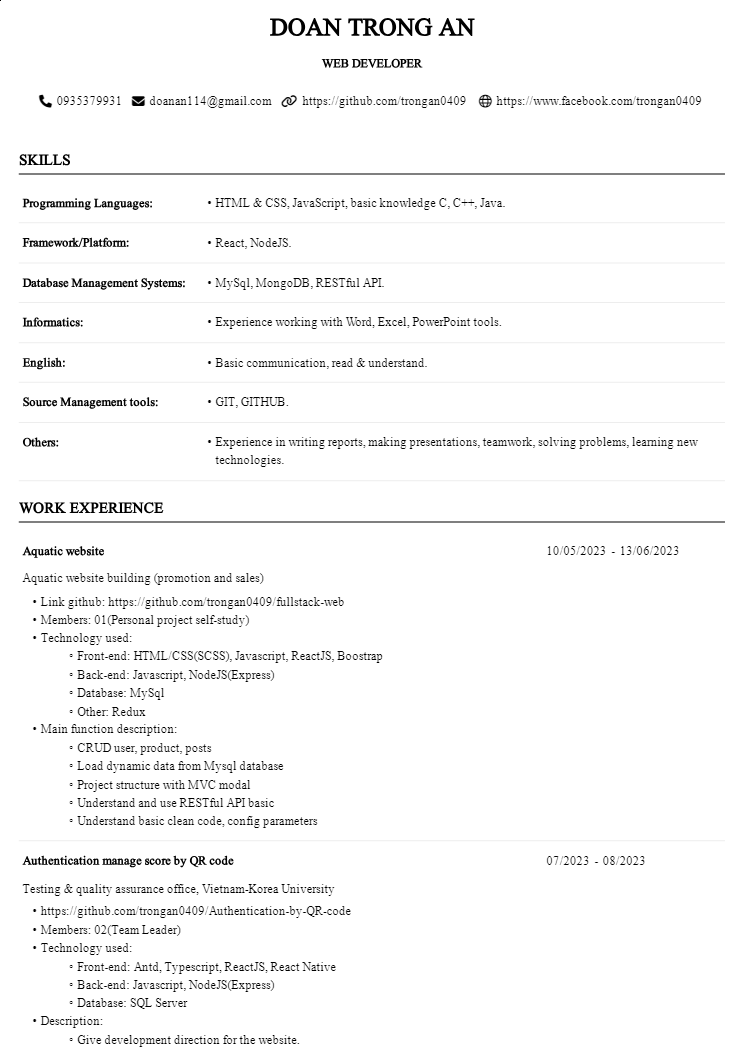 DOAN TRONG AN
WEB DEVELOPER
0935379931 doanan114@gmail.com https://github.com/trongan0409 https://www.facebook.com/trongan0409
SKILLS
Programming Languages: • HTML & CSS, JavaScript, basic knowledge C, C++, Java.
Framework/Platform: • React, NodeJS.
Database Management Systems: • MySql, MongoDB, RESTful API.
Informatics: • Experience working with Word, Excel, PowerPoint tools.
English: • Basic communication, read & understand.
Source Management tools: • GIT, GITHUB.
Others: • Experience in writing reports, making presentations, teamwork, solving problems, learning new
technologies.
WORK EXPERIENCE
Aquatic website 10/05/2023 - 13/06/2023
Aquatic website building (promotion and sales)
• Link github: https://github.com/trongan0409/fullstack-web
• Members: 01(Personal project self-study)
• Technology used:
▫ Front-end: HTML/CSS(SCSS), Javascript, ReactJS, Boostrap
▫ Back-end: Javascript, NodeJS(Express)
▫ Database: MySql
▫ Other: Redux
• Main function description:
▫ CRUD user, product, posts
▫ Load dynamic data from Mysql database
▫ Project structure with MVC modal
▫ Understand and use RESTful API basic
▫ Understand basic clean code, config parameters
Authentication manage score by QR code 07/2023 - 08/2023
Testing & quality assurance office, Vietnam-Korea University
• https://github.com/trongan0409/Authentication-by-QR-code
• Members: 02(Team Leader)
• Technology used:
▫ Front-end: Antd, Typescript, ReactJS, React Native
▫ Back-end: Javascript, NodeJS(Express)
▫ Database: SQL Server
• Description:
▫ Give development direction for the website.